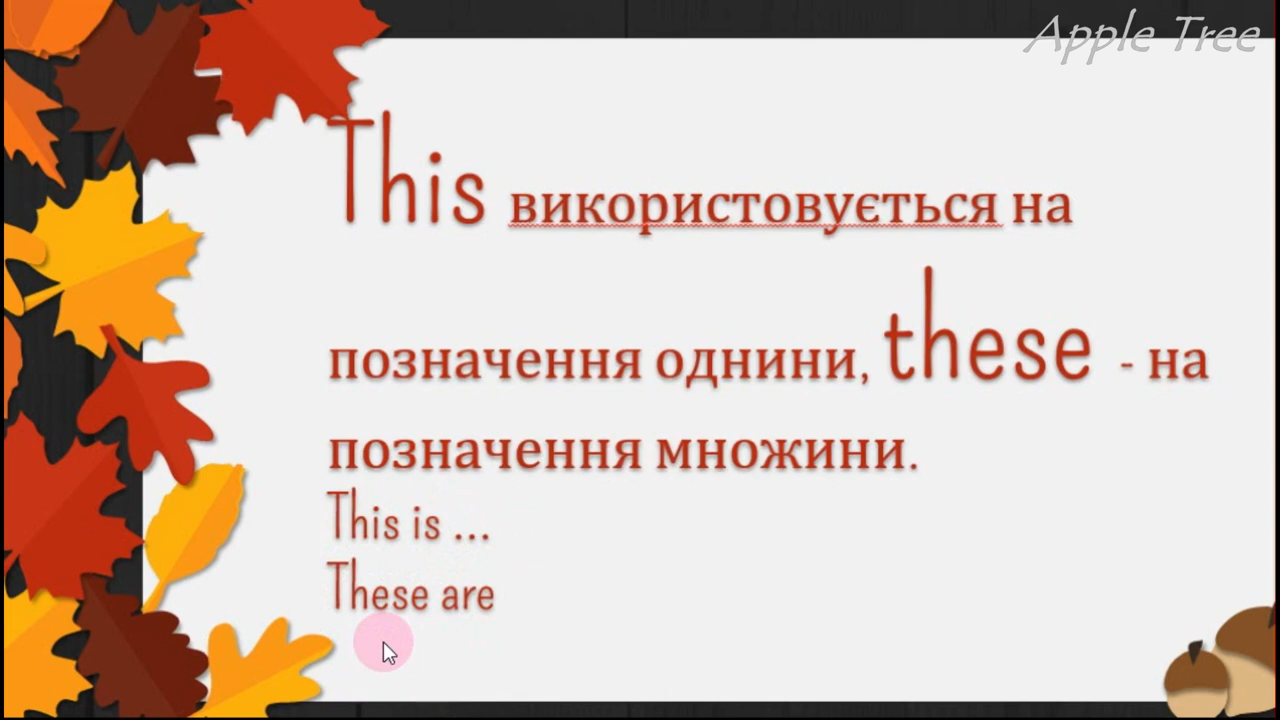 Apple Tree
This використовується на
позначення однини, these - на
позначення множини.
This is ...
These are